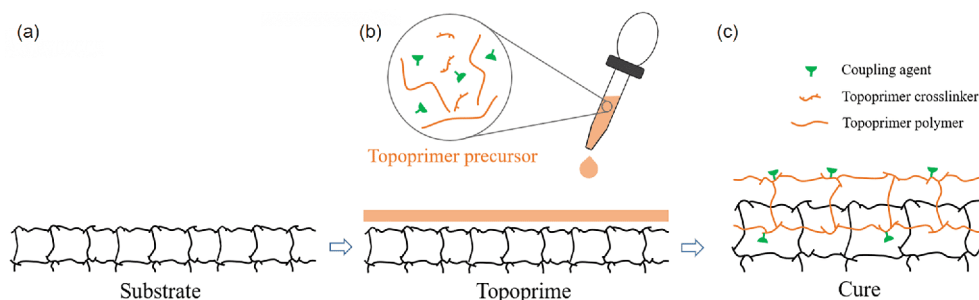 (a)
(b)
(c)
Topoprimer precursor
Coupling agent
Topoprimer crosslinker
Topoprimer polymer
Substrate
Topoprime
Cure